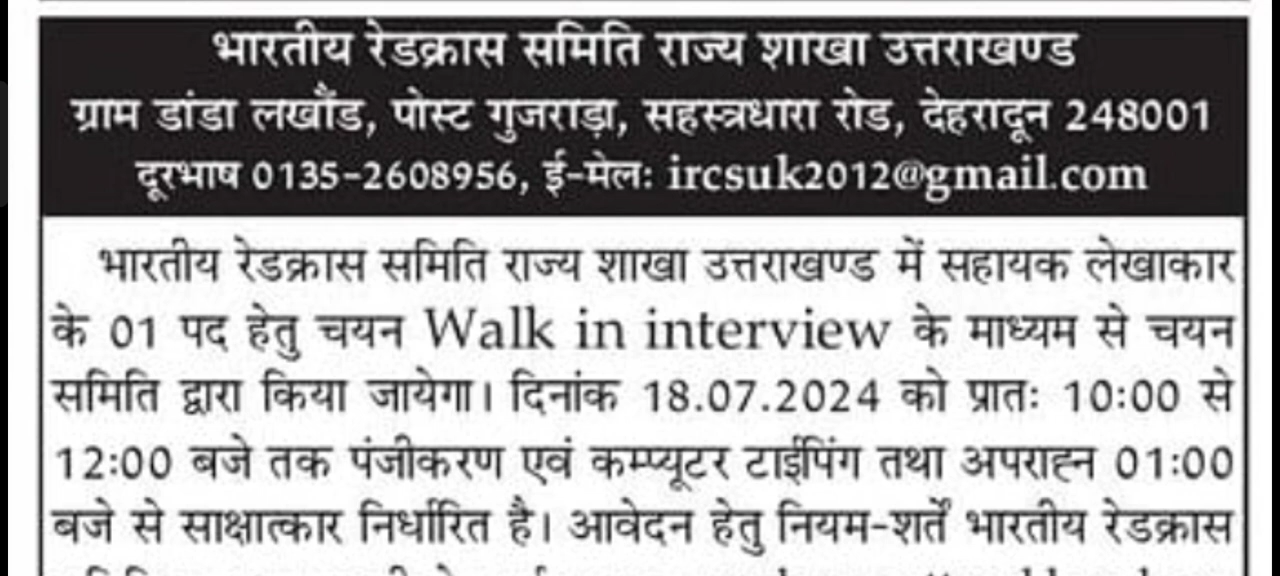 भारतीय रेडक्रास समिति राज्य शाखा उत्तराखण्ड
ग्राम डांडा लखौंड, पोस्ट गुजराड़ा, सहस्त्रधारा रोड, देहरादून 248001
दूरभाष 0135-2608956, ई-मेल: ircsuk2012@gmail.com
भारतीय रेडक्रास समिति राज्य शाखा उत्तराखण्ड में सहायक लेखाकार
के 01 पद हेतु चयन Walk in interview के माध्यम से चयन
समिति द्वारा किया जायेगा। दिनांक 18.07.2024 को प्रातः 10:00 से
12:00 बजे तक पंजीकरण एवं कम्प्यूटर टाईपिंग तथा अपराह्न 01:00
बजे से साक्षात्कार निर्धारित है। आवेदन हेतु नियम-शर्तें भारतीय रेडक्रास